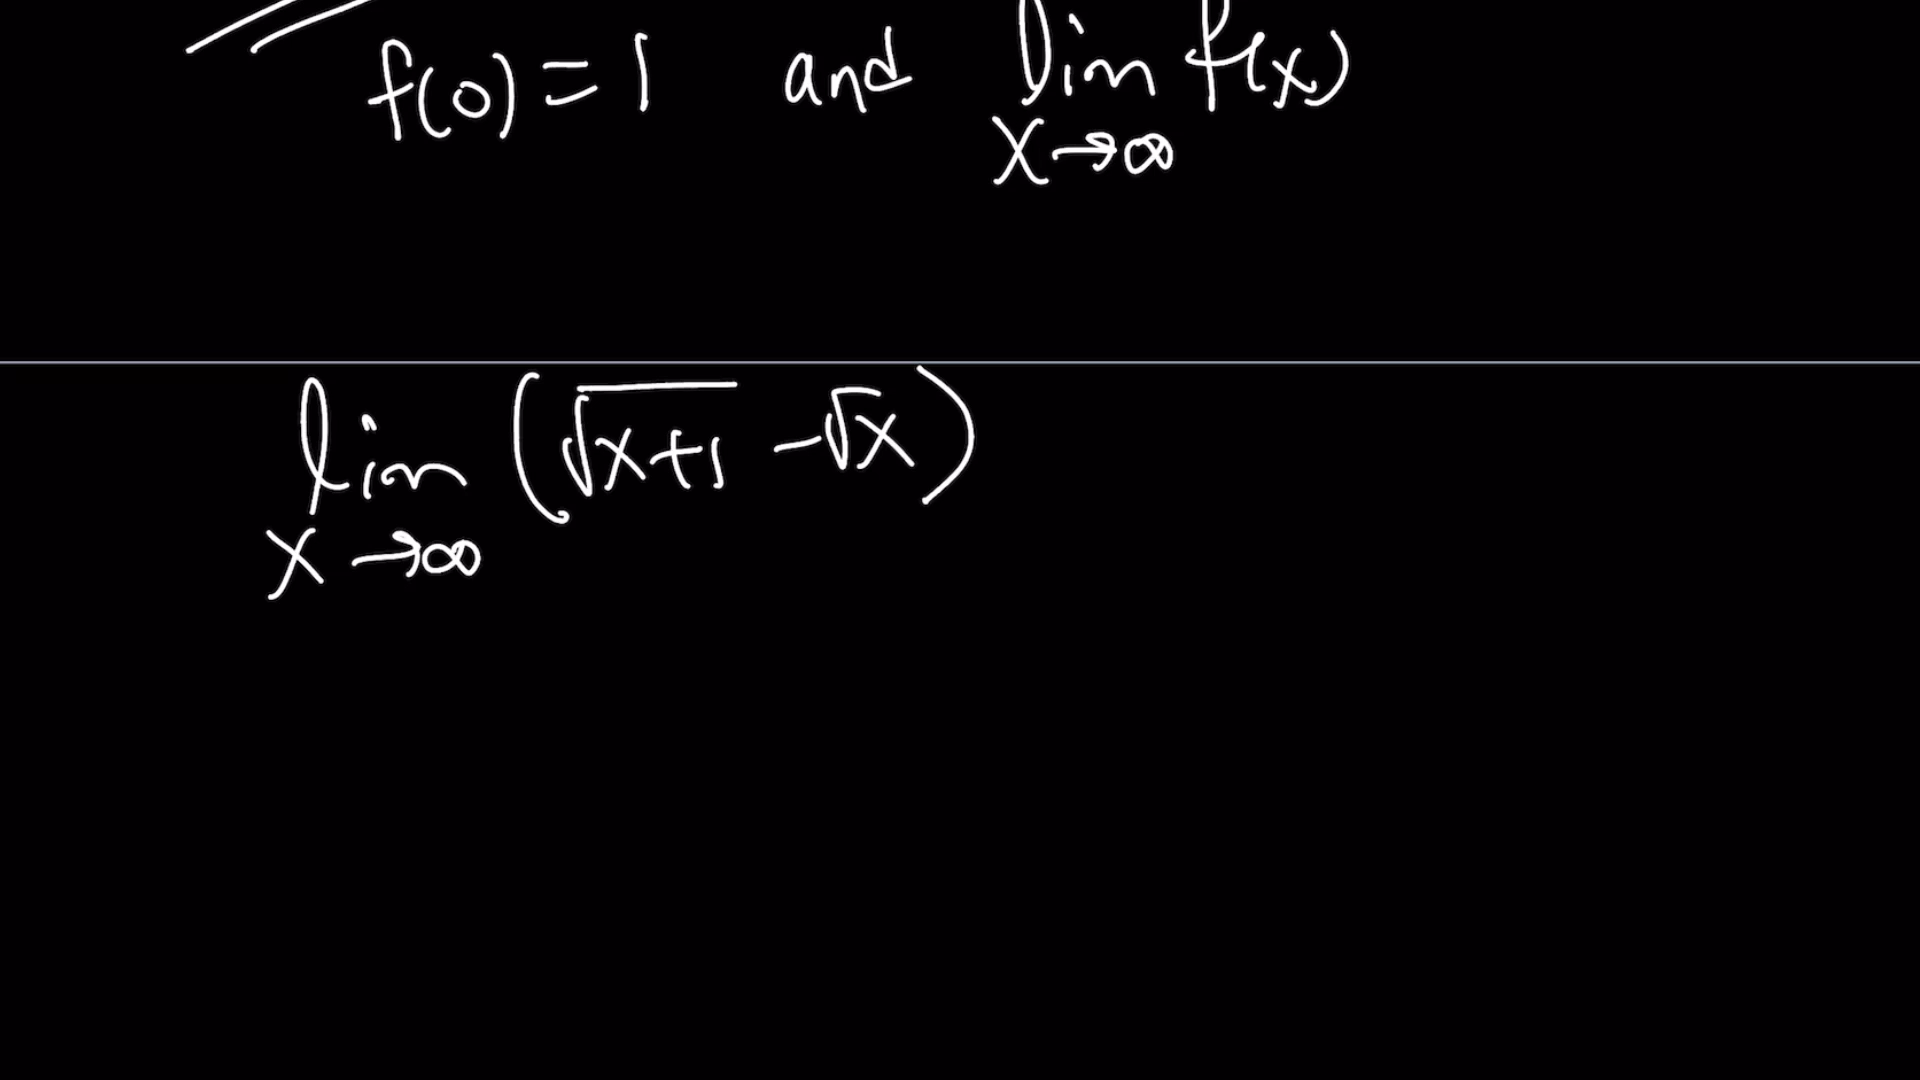 f(0) = 1 and lim f(x)
x→∞
lim (√x+1 -√x)
x→∞